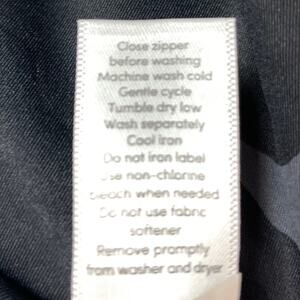 Close zipper
before washing
Machine wash cold
Gentle cycle
Tumble dry low
Wash separately
Cool iron
Do not iron label
Use non-chlorine
bleach when needed
Do not use fabric
softener
Remove promptly
from washer and dryer